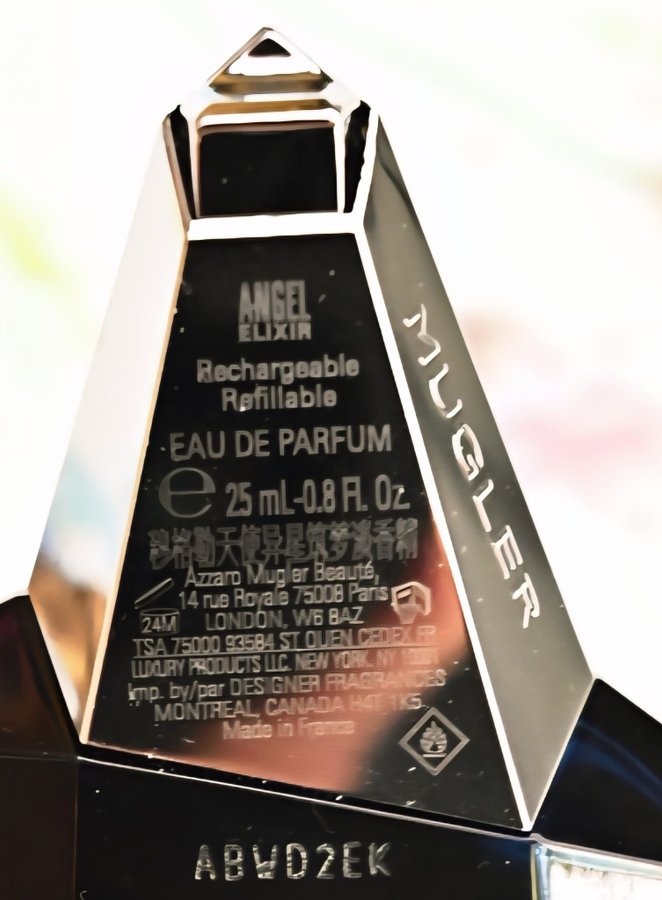 ANGEL
ELIXIR
Rechargeable
Refillable
EAU DE PARFUM
e 25 mL-0.8 Fl. Oz.
Azzaro Mugler Beauté,
14 rue Royale 75008 Paris
24M
LONDON, W6 8AZ
TSA 75000 93584 ST OUEN CEDEX, FR
LUXURY PRODUCTS LLC, NEW YORK, NY
Imp. by/par DESIGNER FRAGRANCES
MONTREAL, CANADA H4T 1K5
Made in France
MUGLER
ABWD2EK